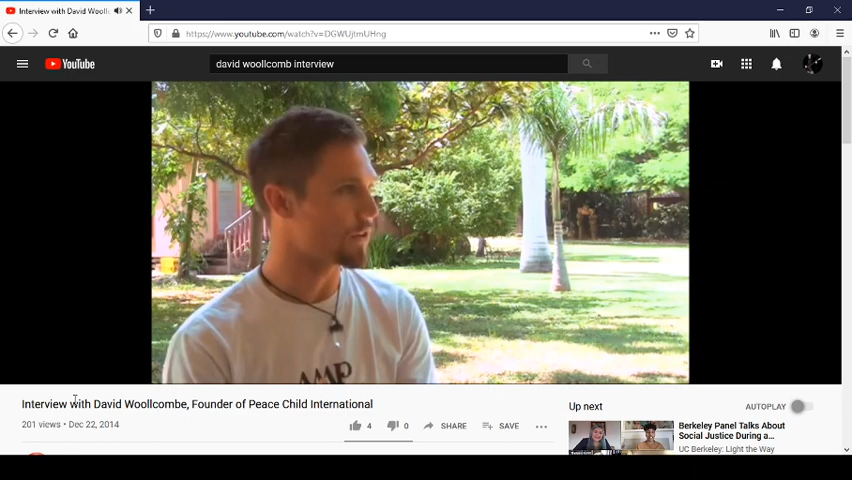 Interview with David Woollc
https://www.youtube.com/watch?v=DGWUjtmUHng
YouTube
david woollcomb interview
AMP
Interview with David Woollcombe, Founder of Peace Child International
201 views • Dec 22, 2014
4
0
SHARE
SAVE
Up next
AUTOPLAY
Berkeley Panel Talks About
Social Justice During a...
UC Berkeley: Light the Way